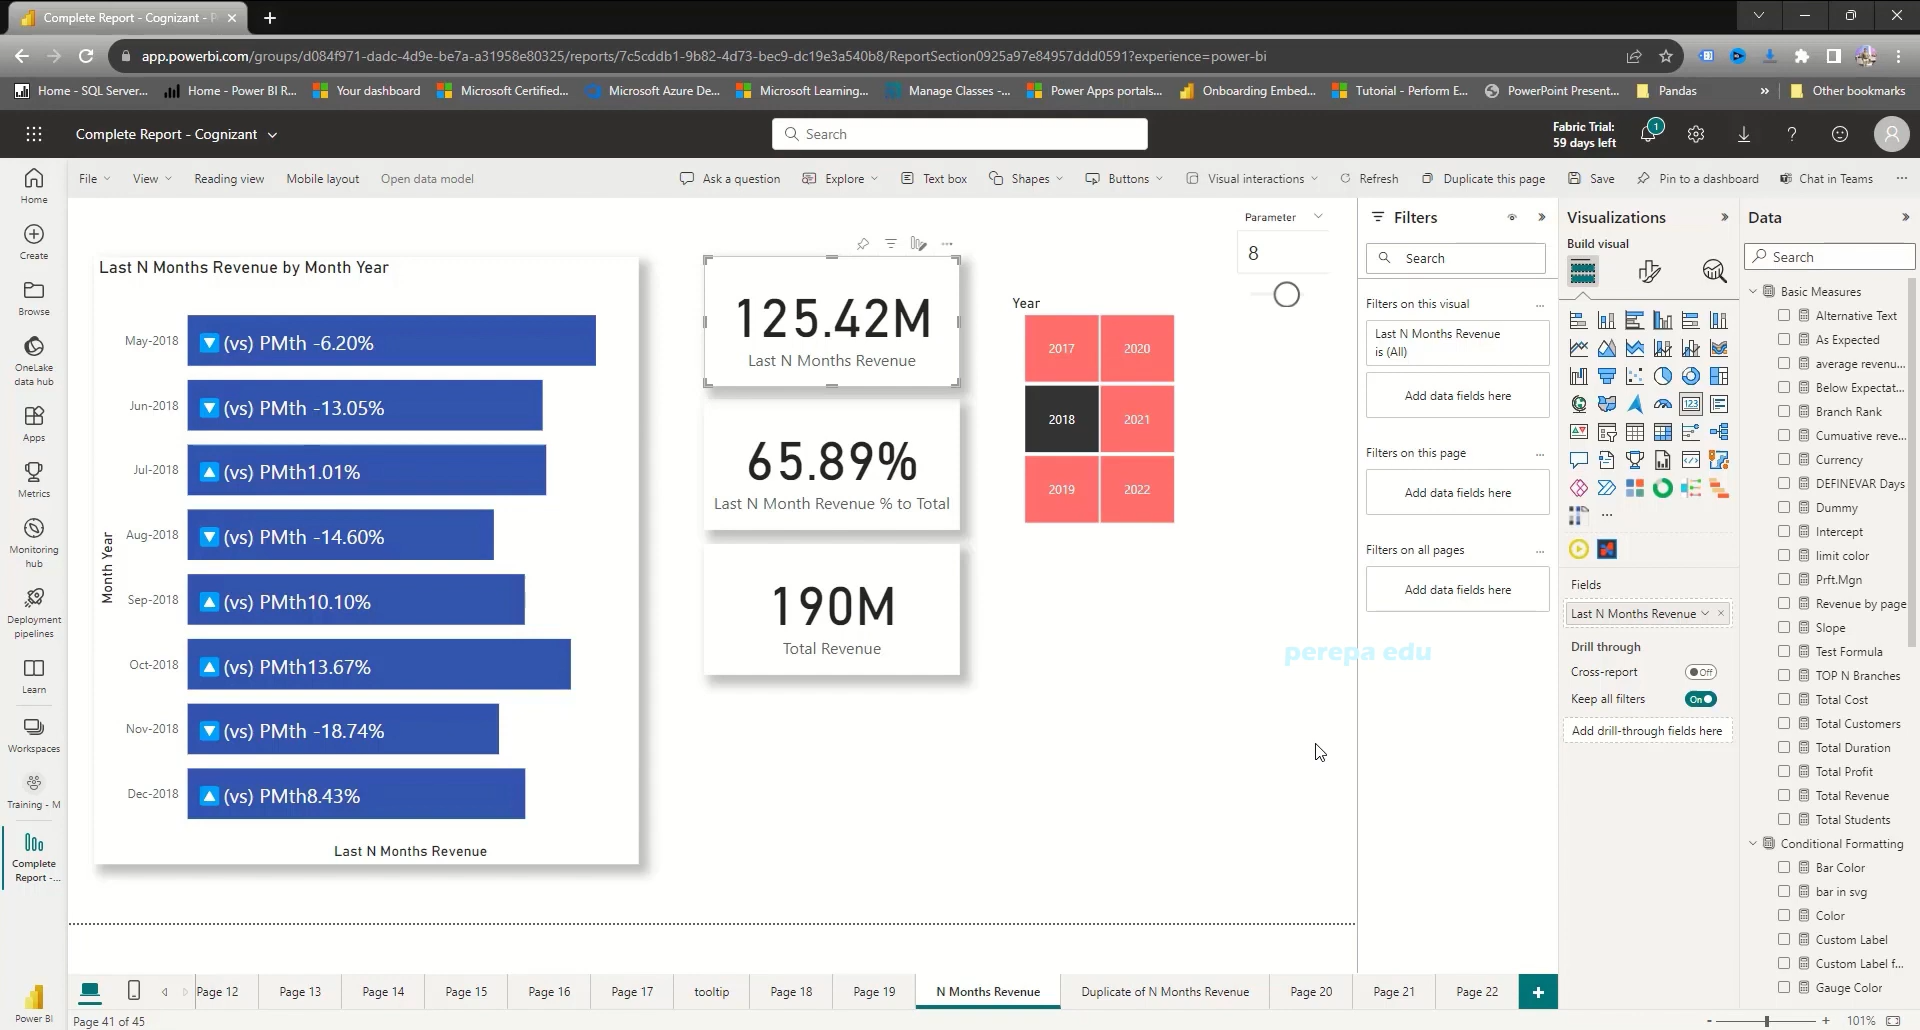 Complete Report - Cognizant - P
app.powerbi.com/groups/d084f971-dadc-4d9e-be7a-a31958e80325/reports/7c5cddb1-9b82-4d73-bec9-dc19e3a540b8/ReportSection0925a97e84957ddd0591?experience=power-bi
Home - SQL Server...
Home - Power BI R...
Your dashboard
Microsoft Certified...
Microsoft Azure De...
Microsoft Learning...
Manage Classes -...
Power Apps portals...
Onboarding Embed...
Tutorial - Perform E...
PowerPoint Present...
Pandas
»
Other bookmarks
Complete Report - Cognizant
Search
Fabric Trial:
59 days left
1
?
Home
Create
Browse
OneLake
data hub
Apps
Metrics
Monitoring
hub
Deployment
pipelines
Learn
Workspaces
Training - M
Complete
Report -...
Power BI
File
View
Reading view
Mobile layout
Open data model
Ask a question
Explore
Text box
Shapes
Buttons
Visual interactions
Refresh
Duplicate this page
Save
Pin to a dashboard
Chat in Teams
...
Last N Months Revenue by Month Year
Month Year
May-2018
(vs) PMth -6.20%
Jun-2018
(vs) PMth -13.05%
Jul-2018
(vs) PMth1.01%
Aug-2018
(vs) PMth -14.60%
Sep-2018
(vs) PMth10.10%
Oct-2018
(vs) PMth13.67%
Nov-2018
(vs) PMth -18.74%
Dec-2018
(vs) PMth8.43%
Last N Months Revenue
125.42M
Last N Months Revenue
65.89%
Last N Month Revenue % to Total
190M
Total Revenue
Parameter
8
Year
2017
2020
2018
2021
2019
2022
perepa edu
Filters
Search
Filters on this visual
...
Last N Months Revenue
is (All)
Add data fields here
Filters on this page
...
Add data fields here
Filters on all pages
...
Add data fields here
Visualizations
Build visual
123
...
Fields
Last N Months Revenue
Drill through
Cross-report
Off
Keep all filters
On
Add drill-through fields here
Data
Search
Basic Measures
Alternative Text
As Expected
average revenu...
Below Expectat...
Branch Rank
Cumuative reve...
Currency
DEFINEVAR Days
Dummy
Intercept
limit color
Prft.Mgn
Revenue by page
Slope
Test Formula
TOP N Branches
Total Cost
Total Customers
Total Duration
Total Profit
Total Revenue
Total Students
Conditional Formatting
Bar Color
bar in svg
Color
Custom Label
Custom Label f...
Gauge Color
Page 12
Page 13
Page 14
Page 15
Page 16
Page 17
tooltip
Page 18
Page 19
N Months Revenue
Duplicate of N Months Revenue
Page 20
Page 21
Page 22
+
Page 41 of 45
- + 101%